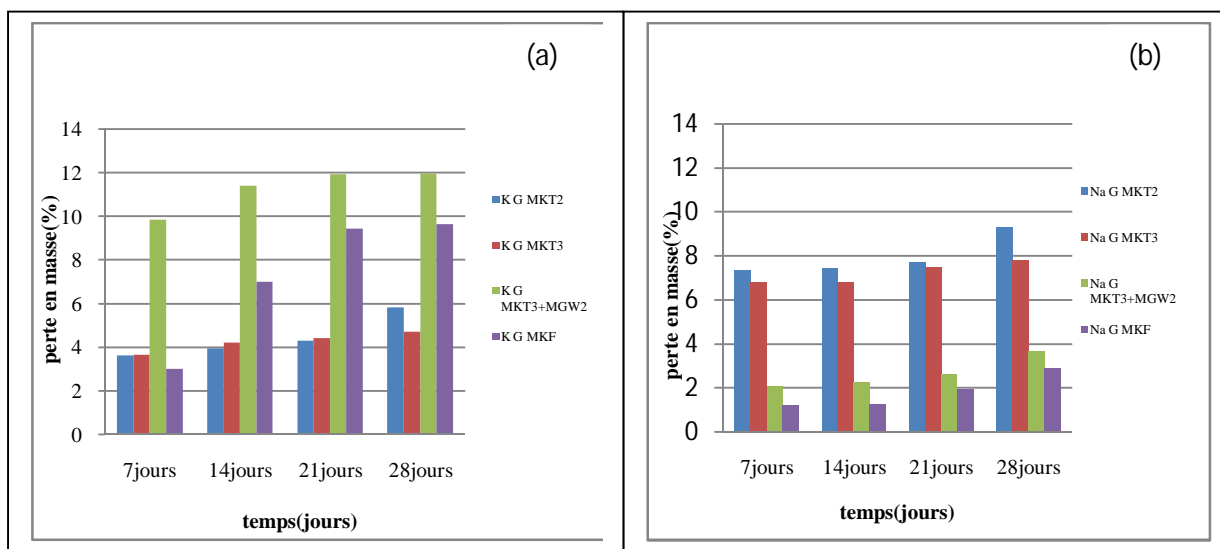 (a)
perte en masse(%)
14
12
10
8
6
4
2
0
7jours 14jours 21jours 28jours
temps(jours)
K G MKT2
K G MKT3
K G
MKT3+MGW2
K G MKF
(b)
perte en masse(%)
14
12
10
8
6
4
2
0
7jours 14jours 21jours 28jours
temps(jours)
Na G MKT2
Na G MKT3
Na G
MKT3+MGW2
Na G MKF